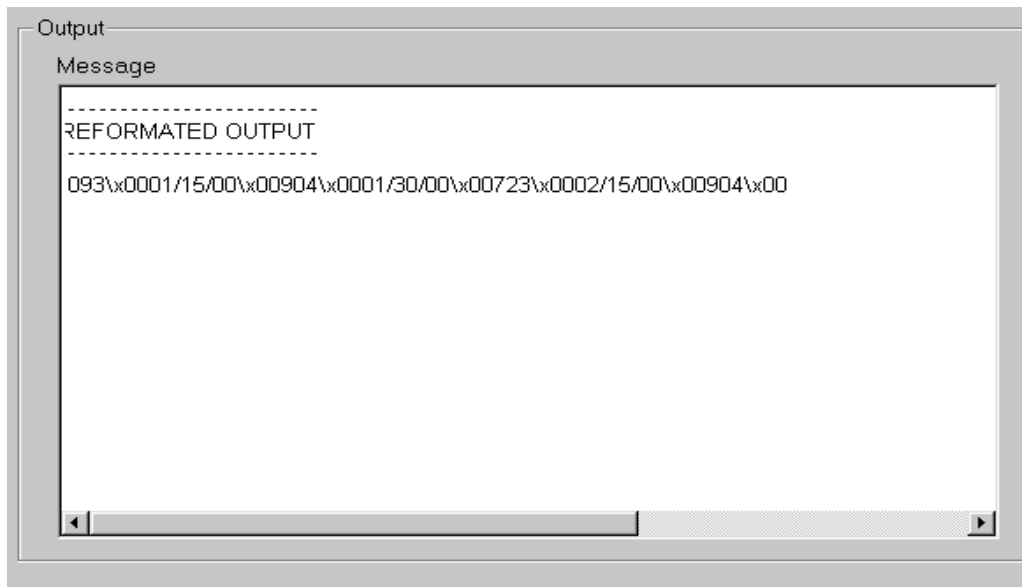 Output
Message
-----------------------
REFORMATED OUTPUT
-----------------------
093\x0001/15/00\x00904\x0001/30/00\x00723\x0002/15/00\x00904\x00